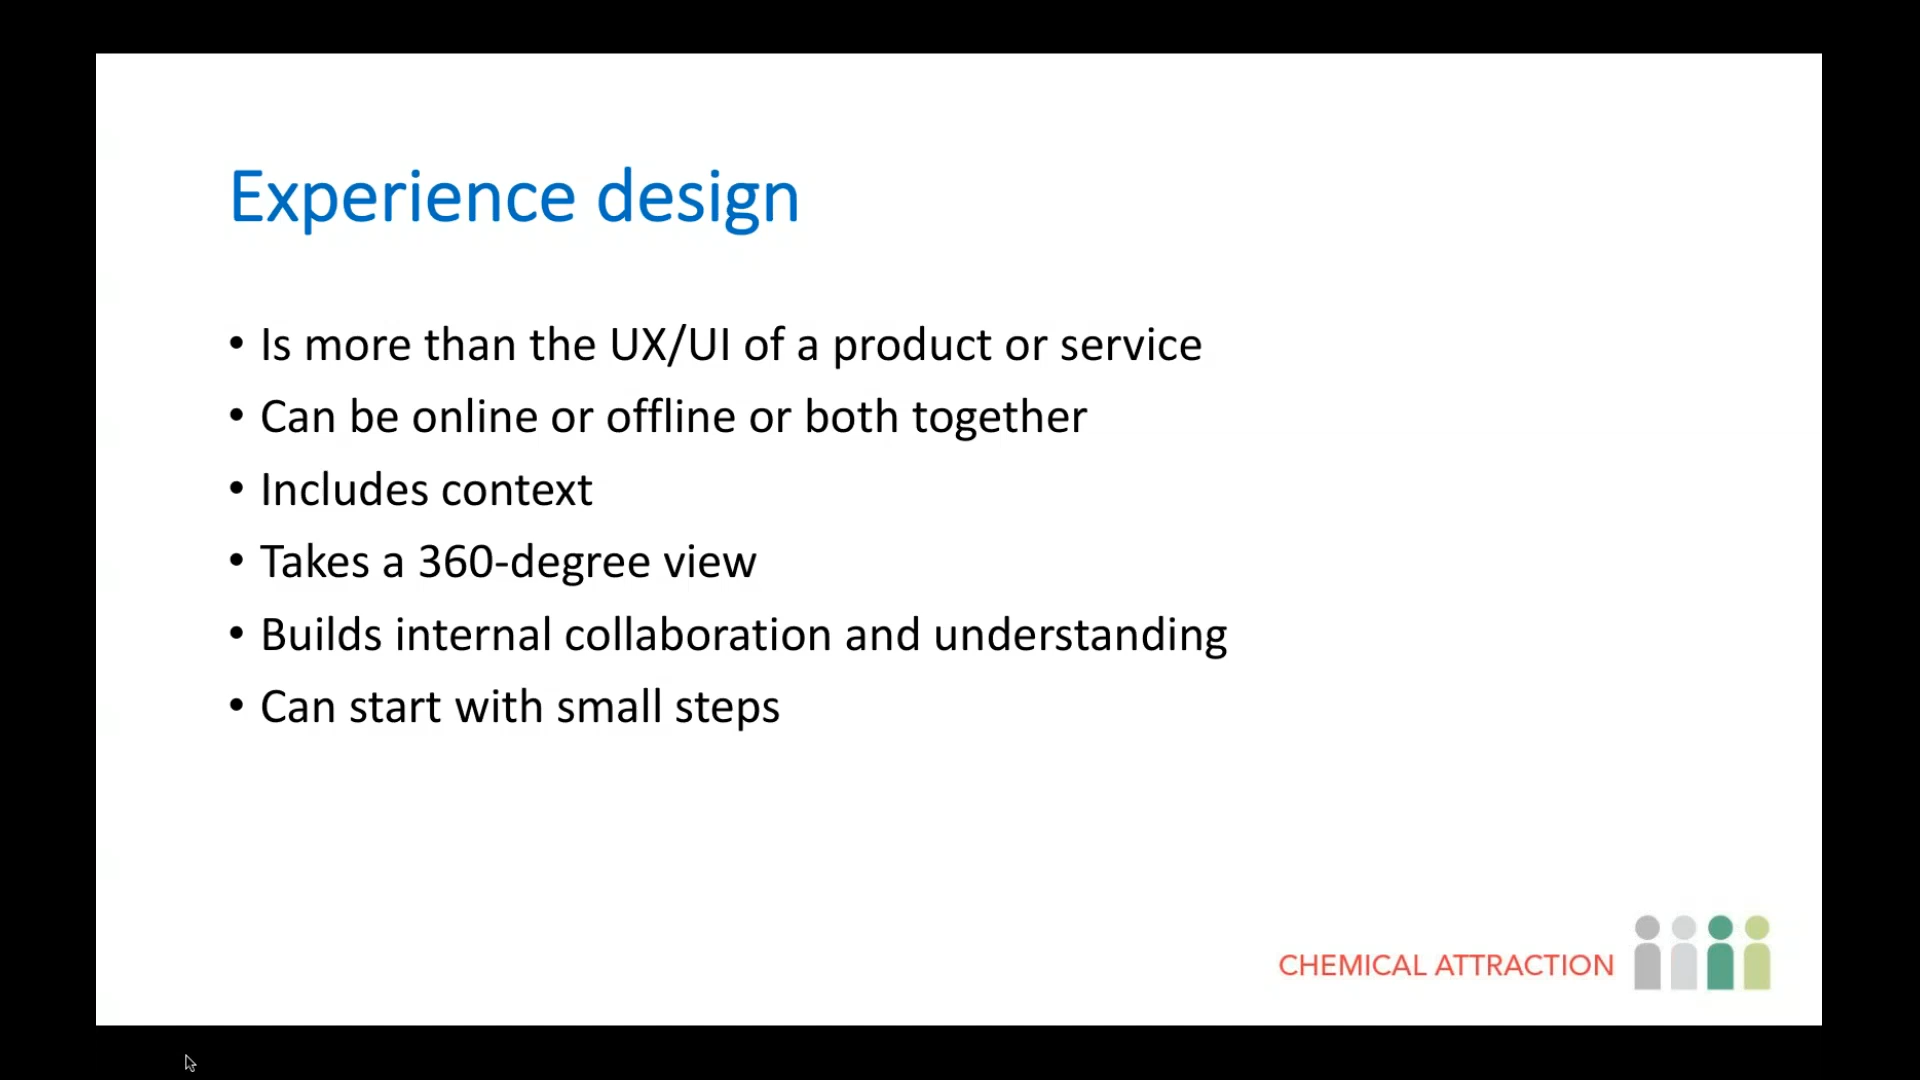 Experience design
• Is more than the UX/UI of a product or service
• Can be online or offline or both together
• Includes context
• Takes a 360-degree view
• Builds internal collaboration and understanding
• Can start with small steps
CHEMICAL ATTRACTION